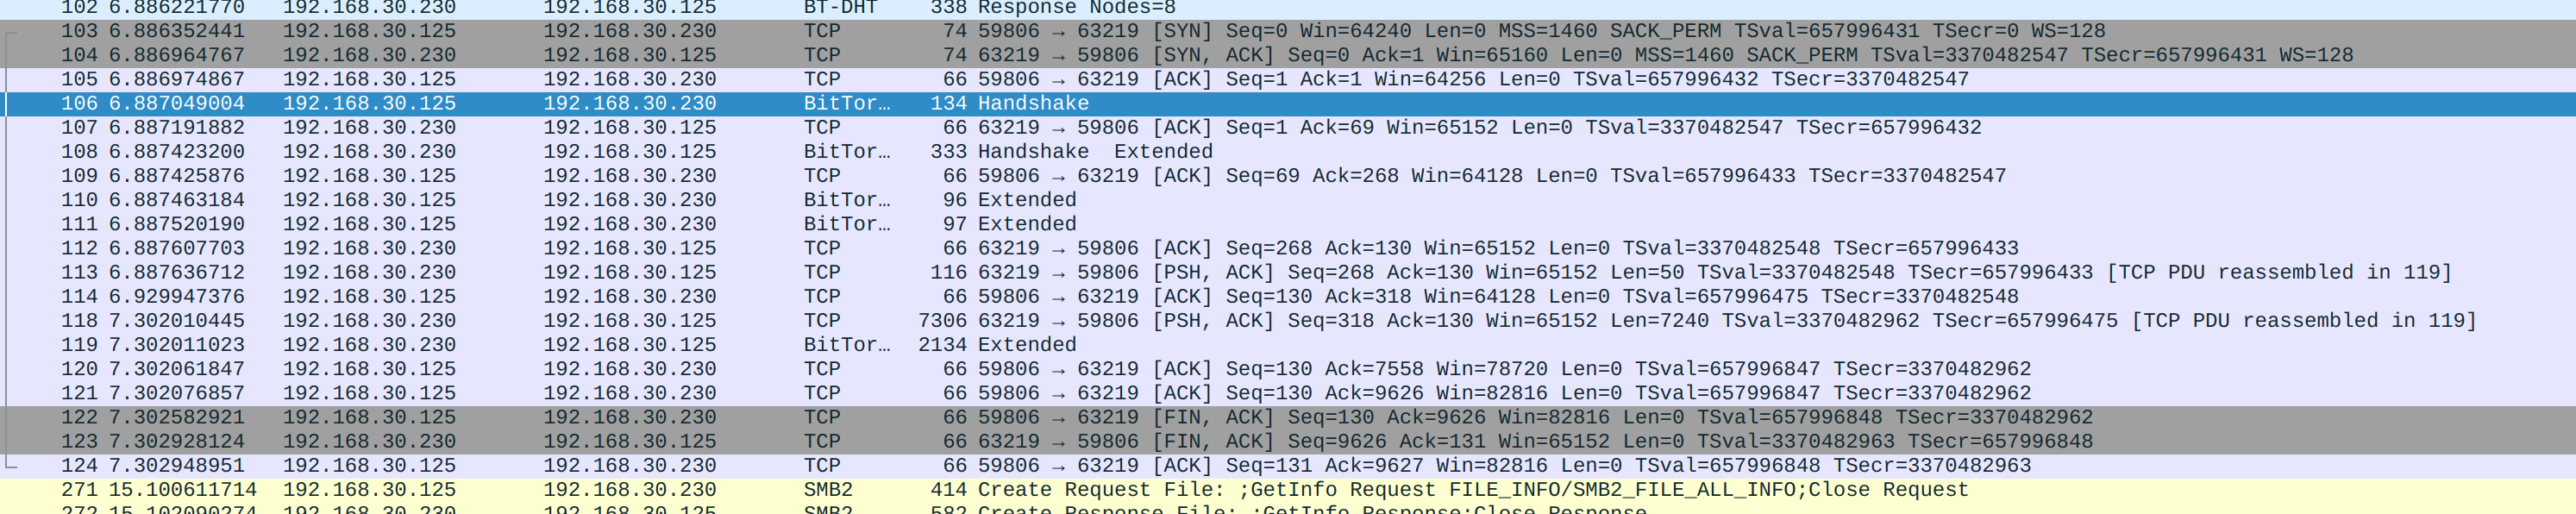 102 6.886221770 192.168.30.230 192.168.30.125 BT-DHT 338 Response Nodes=8
103 6.886352441 192.168.30.125 192.168.30.230 TCP 74 59806 → 63219 [SYN] Seq=0 Win=64240 Len=0 MSS=1460 SACK_PERM TSval=657996431 TSecr=0 WS=128
104 6.886964767 192.168.30.230 192.168.30.125 TCP 74 63219 → 59806 [SYN, ACK] Seq=0 Ack=1 Win=65160 Len=0 MSS=1460 SACK_PERM TSval=3370482547 TSecr=657996431 WS=128
105 6.886974867 192.168.30.125 192.168.30.230 TCP 66 59806 → 63219 [ACK] Seq=1 Ack=1 Win=64256 Len=0 TSval=657996432 TSecr=3370482547
106 6.887049004 192.168.30.125 192.168.30.230 BitTor… 134 Handshake
107 6.887191882 192.168.30.230 192.168.30.125 TCP 66 63219 → 59806 [ACK] Seq=1 Ack=69 Win=65152 Len=0 TSval=3370482547 TSecr=657996432
108 6.887423200 192.168.30.230 192.168.30.125 BitTor… 333 Handshake Extended
109 6.887425876 192.168.30.125 192.168.30.230 TCP 66 59806 → 63219 [ACK] Seq=69 Ack=268 Win=64128 Len=0 TSval=657996433 TSecr=3370482547
110 6.887463184 192.168.30.125 192.168.30.230 BitTor… 96 Extended
111 6.887520190 192.168.30.125 192.168.30.230 BitTor… 97 Extended
112 6.887607703 192.168.30.230 192.168.30.125 TCP 66 63219 → 59806 [ACK] Seq=268 Ack=130 Win=65152 Len=0 TSval=3370482548 TSecr=657996433
113 6.887636712 192.168.30.230 192.168.30.125 TCP 116 63219 → 59806 [PSH, ACK] Seq=268 Ack=130 Win=65152 Len=50 TSval=3370482548 TSecr=657996433 [TCP PDU reassembled in 119]
114 6.929947376 192.168.30.125 192.168.30.230 TCP 66 59806 → 63219 [ACK] Seq=130 Ack=318 Win=64128 Len=0 TSval=657996475 TSecr=3370482548
118 7.302010445 192.168.30.230 192.168.30.125 TCP 7306 63219 → 59806 [PSH, ACK] Seq=318 Ack=130 Win=65152 Len=7240 TSval=3370482962 TSecr=657996475 [TCP PDU reassembled in 119]
119 7.302011023 192.168.30.230 192.168.30.125 BitTor… 2134 Extended
120 7.302061847 192.168.30.125 192.168.30.230 TCP 66 59806 → 63219 [ACK] Seq=130 Ack=7558 Win=78720 Len=0 TSval=657996847 TSecr=3370482962
121 7.302076857 192.168.30.125 192.168.30.230 TCP 66 59806 → 63219 [ACK] Seq=130 Ack=9626 Win=82816 Len=0 TSval=657996847 TSecr=3370482962
122 7.302582921 192.168.30.125 192.168.30.230 TCP 66 59806 → 63219 [FIN, ACK] Seq=130 Ack=9626 Win=82816 Len=0 TSval=657996848 TSecr=3370482962
123 7.302928124 192.168.30.230 192.168.30.125 TCP 66 63219 → 59806 [FIN, ACK] Seq=9626 Ack=131 Win=65152 Len=0 TSval=3370482963 TSecr=657996848
124 7.302948951 192.168.30.125 192.168.30.230 TCP 66 59806 → 63219 [ACK] Seq=131 Ack=9627 Win=82816 Len=0 TSval=657996848 TSecr=3370482963
271 15.100611714 192.168.30.125 192.168.30.230 SMB2 414 Create Request File: ;GetInfo Request FILE_INFO/SMB2_FILE_ALL_INFO;Close Request
272 15.102090274 192.168.30.230 192.168.30.125 SMB2 582 Create Response File: ;GetInfo Response;Close Response